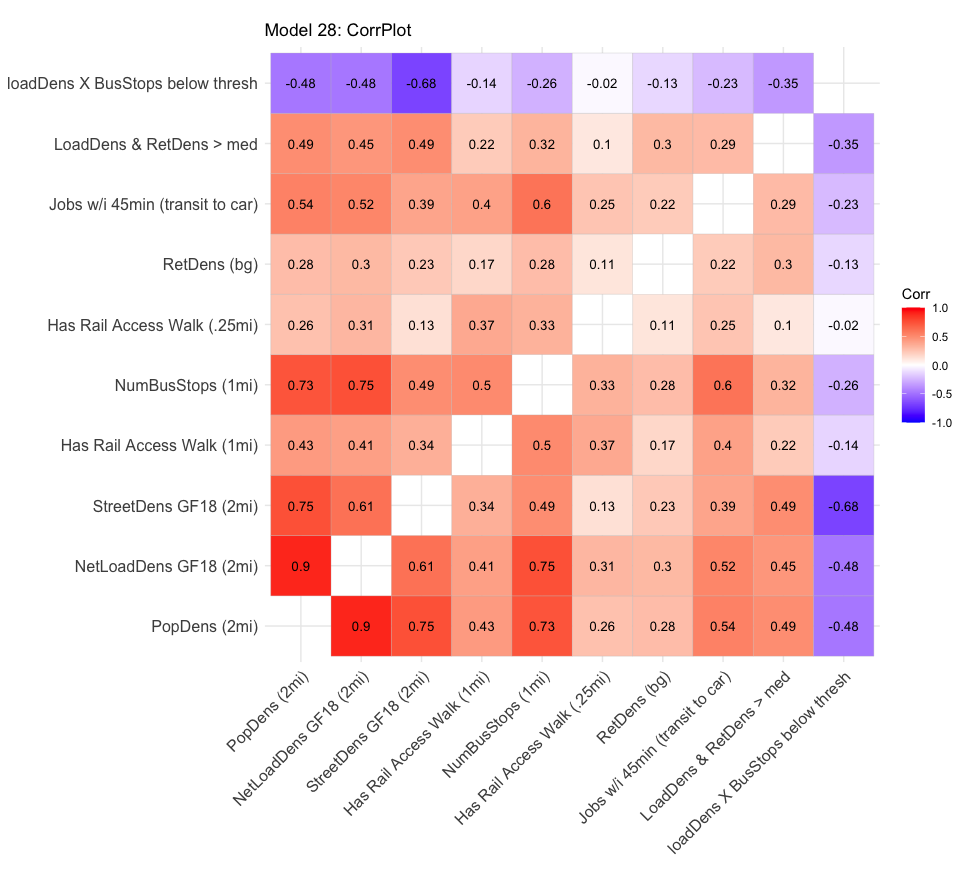 Model 28: CorrPlot
loadDens X BusStops below thresh -0.48 -0.48 -0.68 -0.14 -0.26 -0.02 -0.13 -0.23 -0.35
LoadDens & RetDens > med 0.49 0.45 0.49 0.22 0.32 0.1 0.3 0.29 -0.35
Jobs w/i 45min (transit to car) 0.54 0.52 0.39 0.4 0.6 0.25 0.22 0.29 -0.23
RetDens (bg) 0.28 0.3 0.23 0.17 0.28 0.11 0.22 0.3 -0.13
Has Rail Access Walk (.25mi) 0.26 0.31 0.13 0.37 0.33 0.11 0.25 0.1 -0.02
NumBusStops (1mi) 0.73 0.75 0.49 0.5 0.33 0.28 0.6 0.32 -0.26
Has Rail Access Walk (1mi) 0.43 0.41 0.34 0.5 0.37 0.17 0.4 0.22 -0.14
StreetDens GF18 (2mi) 0.75 0.61 0.34 0.49 0.13 0.23 0.39 0.49 -0.68
NetLoadDens GF18 (2mi) 0.9 0.61 0.41 0.75 0.31 0.3 0.52 0.45 -0.48
PopDens (2mi) 0.9 0.75 0.43 0.73 0.26 0.28 0.54 0.49 -0.48
PopDens (2mi)
NetLoadDens GF18 (2mi)
StreetDens GF18 (2mi)
Has Rail Access Walk (1mi)
NumBusStops (1mi)
Has Rail Access Walk (.25mi)
RetDens (bg)
Jobs w/i 45min (transit to car)
LoadDens & RetDens > med
loadDens X BusStops below thresh
Corr
1.0
0.5
0.0
-0.5
-1.0